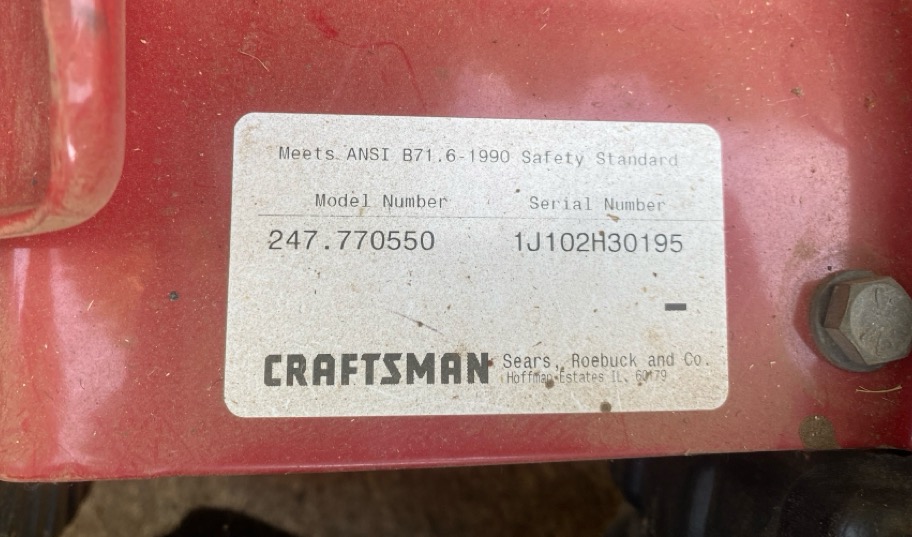 Meets ANSI B71.6-1990 Safety Standard
Model Number Serial Number
247.770550 1J102H30195
CRAFTSMAN Sears, Roebuck and Co.
Hoffman Estates IL. 60179